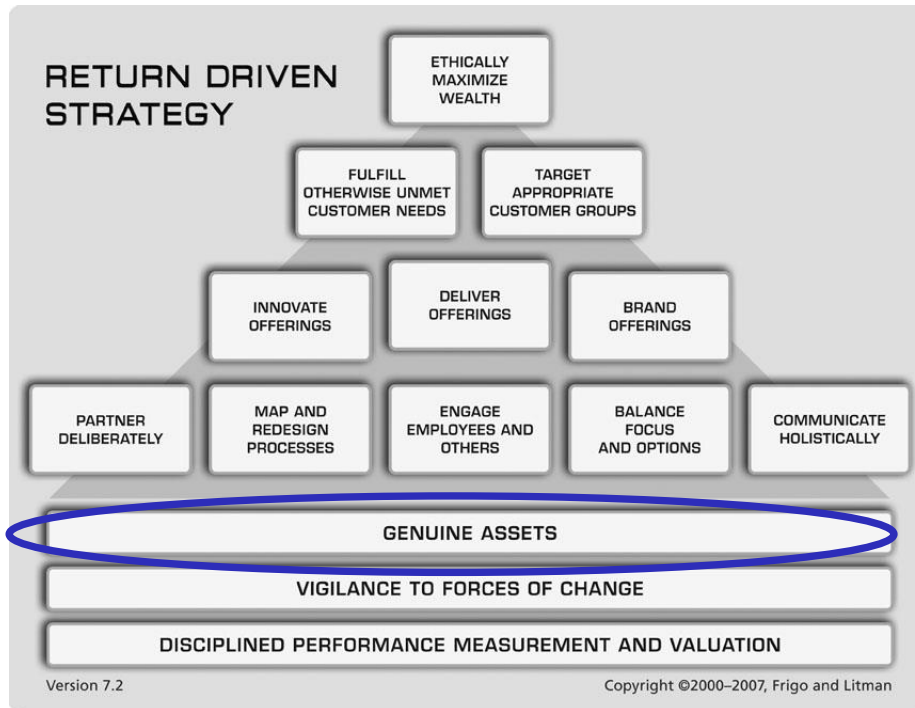 RETURN DRIVEN
STRATEGY
ETHICALLY
MAXIMIZE
WEALTH
FULFILL
OTHERWISE UNMET
CUSTOMER NEEDS
TARGET
APPROPRIATE
CUSTOMER GROUPS
INNOVATE
OFFERINGS
DELIVER
OFFERINGS
BRAND
OFFERINGS
PARTNER
DELIBERATELY
MAP AND
REDESIGN
PROCESSES
ENGAGE
EMPLOYEES AND
OTHERS
BALANCE
FOCUS
AND OPTIONS
COMMUNICATE
HOLISTICALLY
GENUINE ASSETS
VIGILANCE TO FORCES OF CHANGE
DISCIPLINED PERFORMANCE MEASUREMENT AND VALUATION
Version 7.2
Copyright ©2000–2007, Frigo and Litman